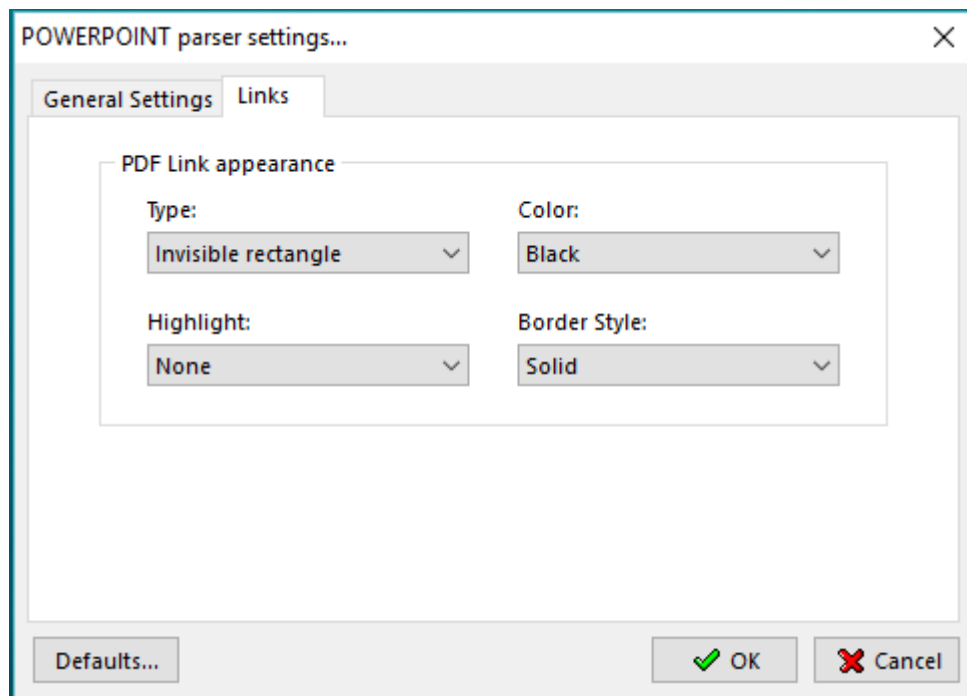 POWERPOINT parser settings...
General Settings
Links
PDF Link appearance
Type:
Color:
Invisible rectangle
Black
Highlight:
Border Style:
None
Solid
Defaults...
OK
Cancel